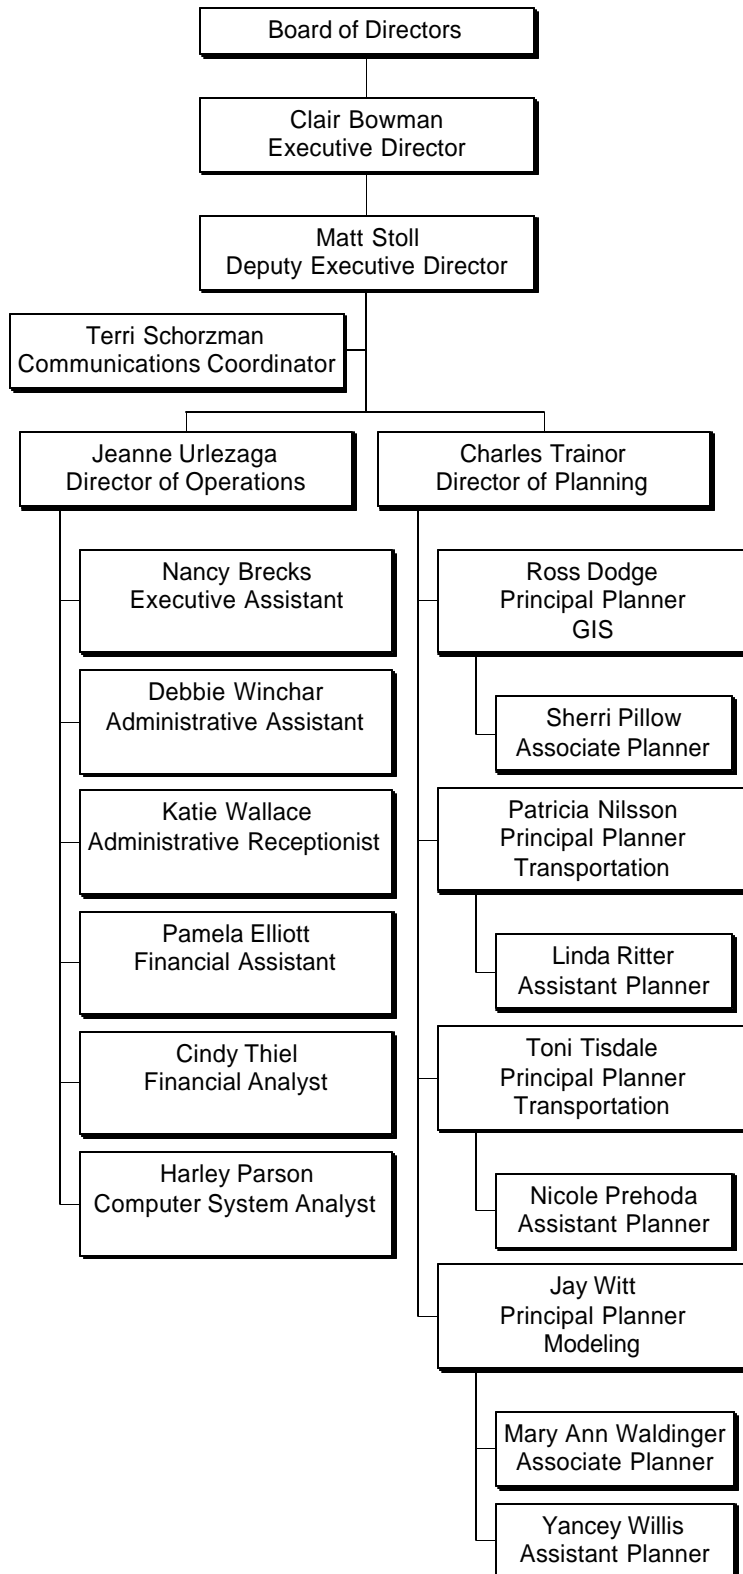 Board of Directors
Clair Bowman
Executive Director
Matt Stoll
Deputy Executive Director
Terri Schorzman
Communications Coordinator
Jeanne Urlezaga
Director of Operations
Nancy Brecks
Executive Assistant
Debbie Winchar
Administrative Assistant
Katie Wallace
Administrative Receptionist
Pamela Elliott
Financial Assistant
Cindy Thiel
Financial Analyst
Harley Parson
Computer System Analyst
Charles Trainor
Director of Planning
Ross Dodge
Principal Planner
GIS
Sherri Pillow
Associate Planner
Patricia Nilsson
Principal Planner
Transportation
Linda Ritter
Assistant Planner
Toni Tisdale
Principal Planner
Transportation
Nicole Prehoda
Assistant Planner
Jay Witt
Principal Planner
Modeling
Mary Ann Waldinger
Associate Planner
Yancey Willis
Assistant Planner